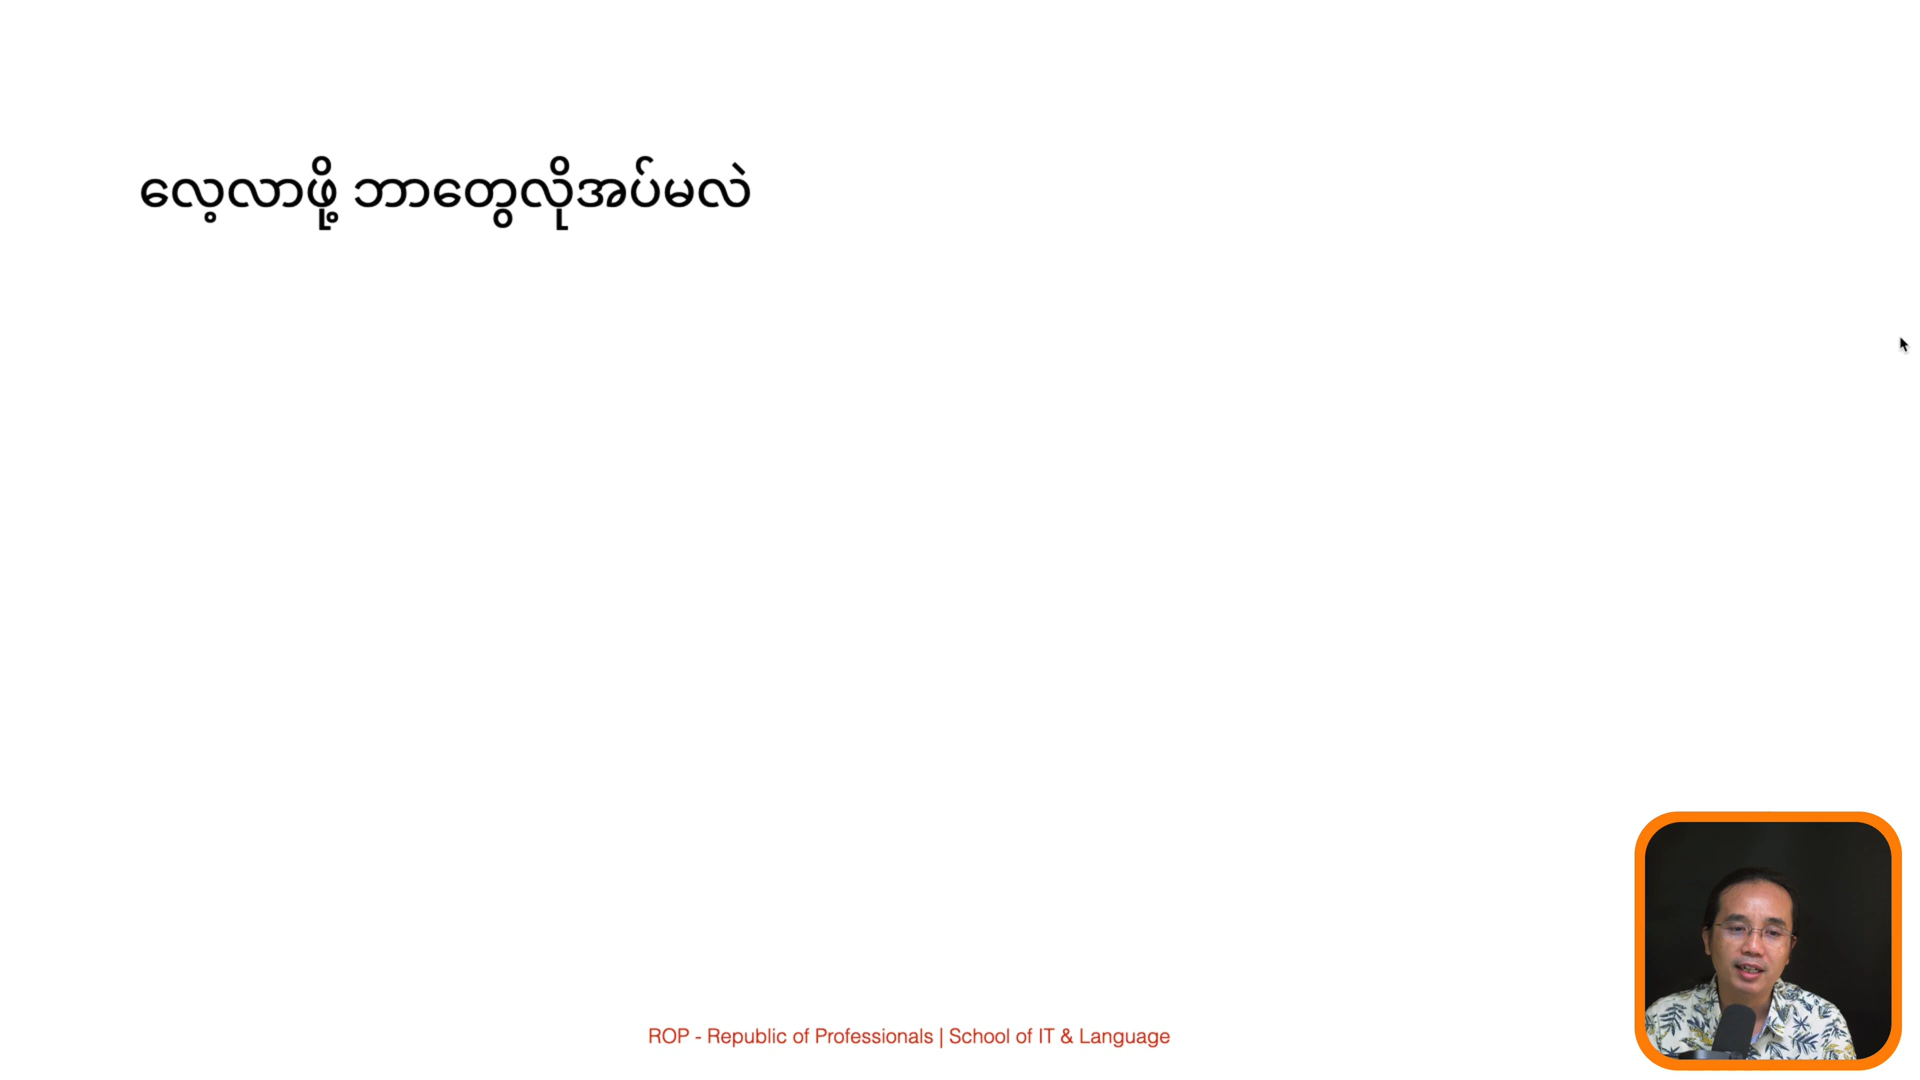 လေ့လာဖို့ ဘာတွေလိုအပ်မလဲ
ROP - Republic of Professionals | School of IT & Language